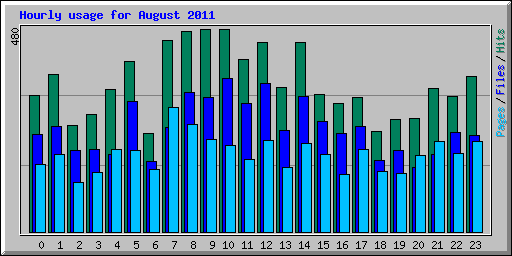 Hourly usage for August 2011
480
Pages / Files / Hits
0 1 2 3 4 5 6 7 8 9 10 11 12 13 14 15 16 17 18 19 20 21 22 23